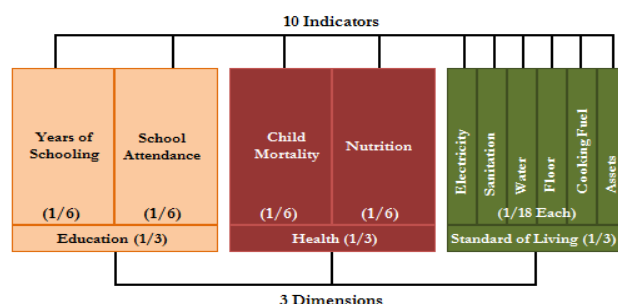 10 Indicators
Years of
Schooling
(1/6)
School
Attendance
(1/6)
Education (1/3)
Child
Mortality
(1/6)
Nutrition
(1/6)
Health (1/3)
Electricity
Sanitation
Water
Floor
Cooking Fuel
Assets
(1/18 Each)
Standard of Living (1/3)
3 Dimensions